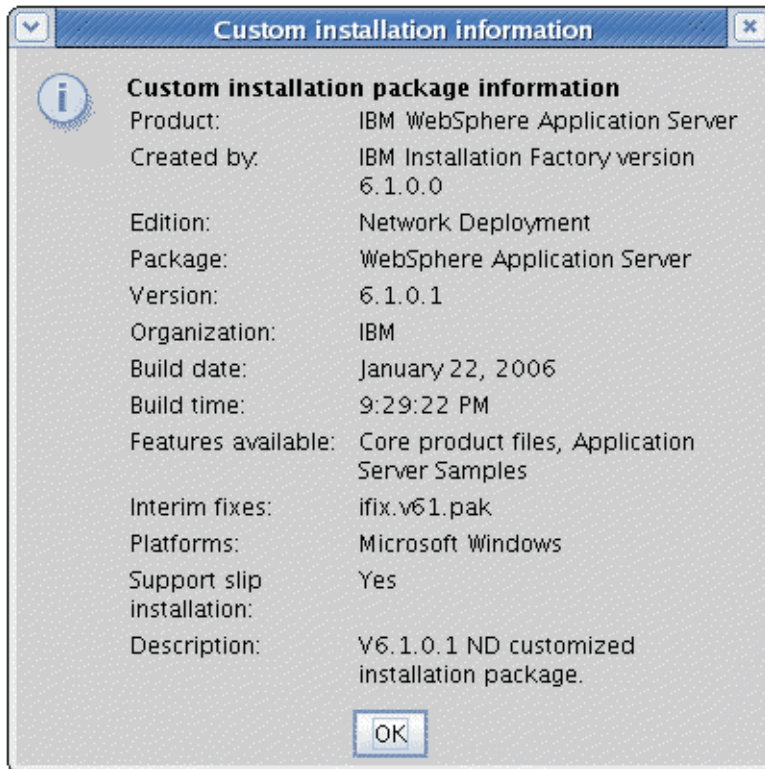 Custom installation information
Custom installation package information
Product: IBM WebSphere Application Server
Created by: IBM Installation Factory version
6.1.0.0
Edition: Network Deployment
Package: WebSphere Application Server
Version: 6.1.0.1
Organization: IBM
Build date: January 22, 2006
Build time: 9:29:22 PM
Features available: Core product files, Application
Server Samples
Interim fixes: ifix.v61.pak
Platforms: Microsoft Windows
Support slip Yes
installation:
Description: V6.1.0.1 ND customized
installation package.
OK